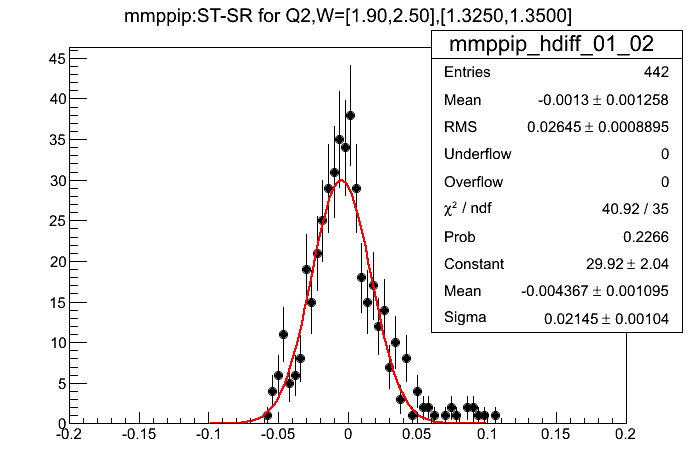 mmppip:ST-SR for Q2,W=[1.90,2.50],[1.3250,1.3500]
mmppip_hdiff_01_02
Entries 442
Mean -0.0013 ± 0.001258
RMS 0.02645 ± 0.0008895
Underflow 0
Overflow 0
χ² / ndf 40.92 / 35
Prob 0.2266
Constant 29.92 ± 2.04
Mean -0.004367 ± 0.001095
Sigma 0.02145 ± 0.00104
45
40
35
30
25
20
15
10
5
0
-0.2 -0.15 -0.1 -0.05 0 0.05 0.1 0.15 0.2